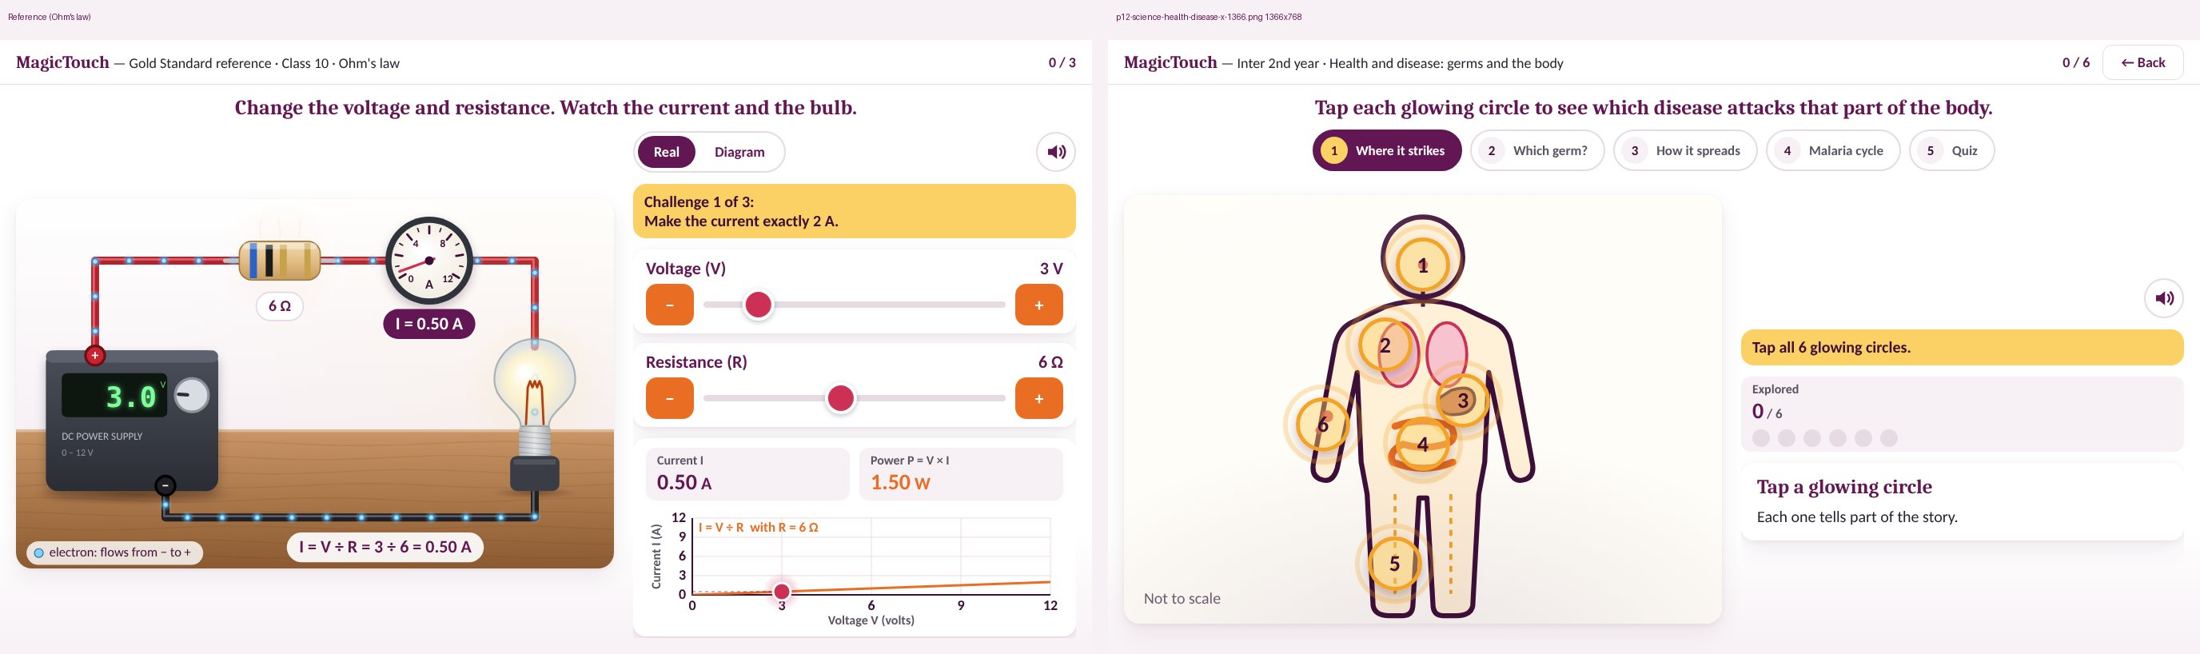 Reference (Ohm's law)
MagicTouch — Gold Standard reference · Class 10 · Ohm's law
0 / 3
Change the voltage and resistance. Watch the current and the bulb.
Real
Diagram
Challenge 1 of 3:
Make the current exactly 2 A.
4
8
0
12
A
6 Ω
I = 0.50 A
Voltage (V)
3 V
−
+
Resistance (R)
6 Ω
−
+
+
3.0
V
DC POWER SUPPLY
0 – 12 V
−
electron: flows from − to +
I = V ÷ R = 3 ÷ 6 = 0.50 A
Current I
0.50 A
Power P = V × I
1.50 W
I = V ÷ R with R = 6 Ω
Current I (A)
12
9
6
3
0
0
3
6
9
12
Voltage V (volts)
p12-science-health-disease-x-1366.png 1366x768
MagicTouch — Inter 2nd year · Health and disease: germs and the body
0 / 6
← Back
Tap each glowing circle to see which disease attacks that part of the body.
1 Where it strikes
2 Which germ?
3 How it spreads
4 Malaria cycle
5 Quiz
1
2
3
6
4
5
Not to scale
Tap all 6 glowing circles.
Explored
0 / 6
Tap a glowing circle
Each one tells part of the story.